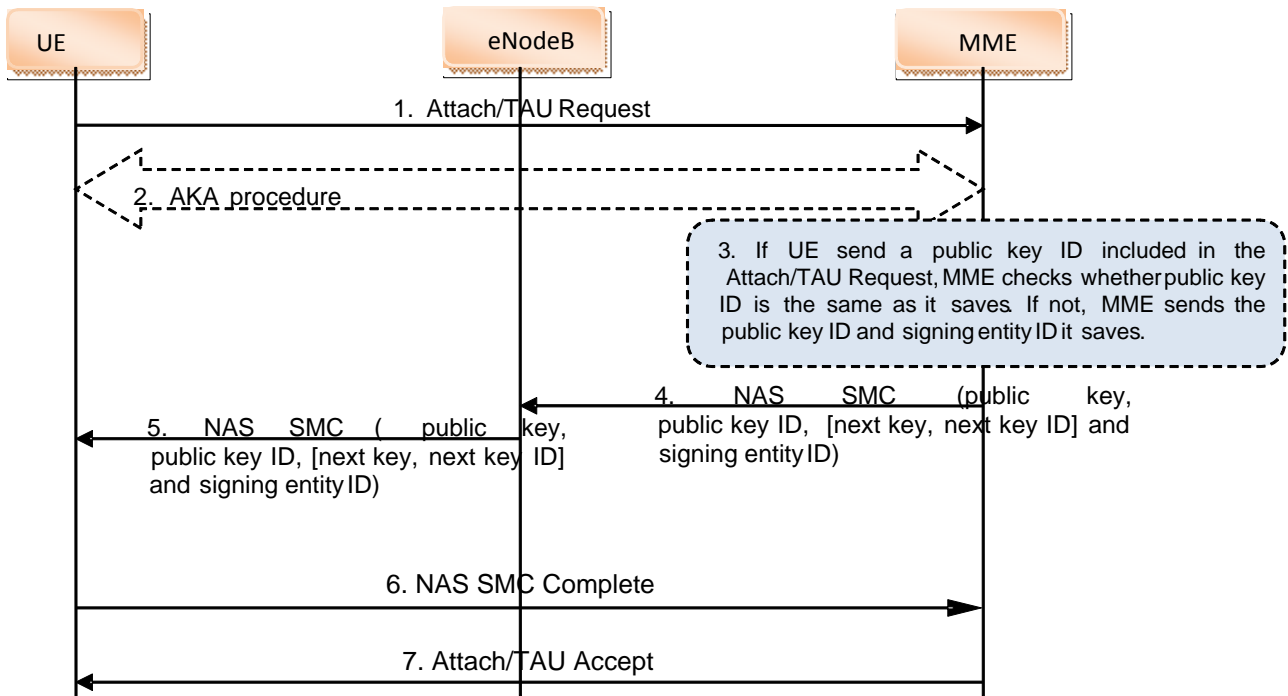 UE
eNodeB
MME
1. Attach/TAU Request
2. AKA procedure
3. If UE send a public key ID included in the
Attach/TAU Request, MME checks whether public key
ID is the same as it saves. If not, MME sends the
public key ID and signing entity ID it saves.
4. NAS SMC (public key,
public key ID, [next key, next key ID] and
signing entity ID)
5. NAS SMC ( public key,
public key ID, [next key, next key ID]
and signing entity ID)
6. NAS SMC Complete
7. Attach/TAU Accept